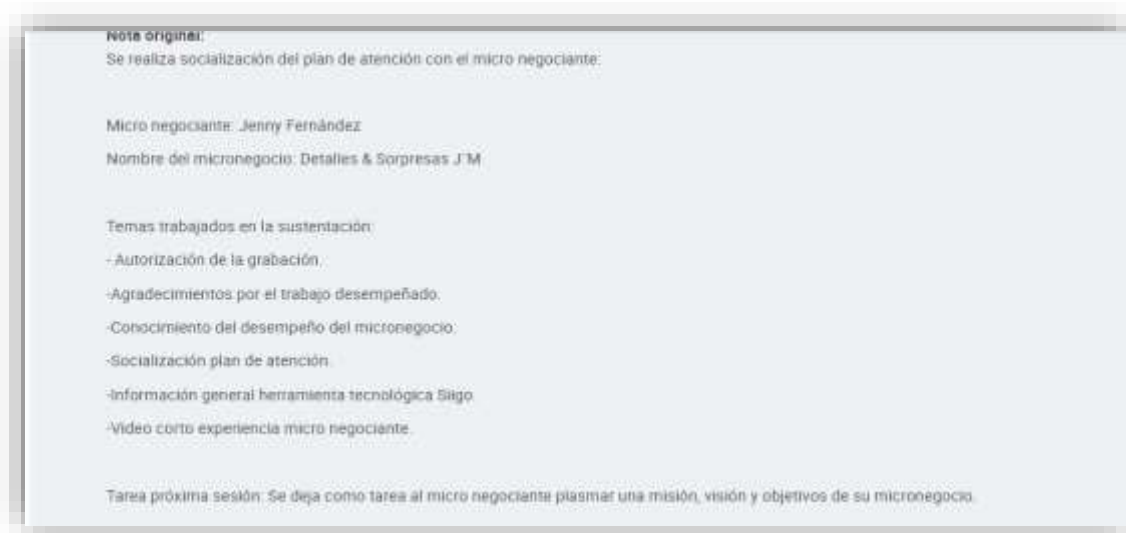 Nota original:
Se realiza socialización del plan de atención con el micro negociante:
Micro negociante: Jenny Fernández
Nombre del micronegocio: Detalles & Sorpresas J´M
Temas trabajados en la sustentación:
- Autorización de la grabación.
-Agradecimientos por el trabajo desempeñado.
-Conocimiento del desempeño del micronegocio.
-Socialización plan de atención.
-Información general herramienta tecnológica Siigo
-Video corto experiencia micro negociante.
Tarea próxima sesión: Se deja como tarea al micro negociante plasmar una misión, visión y objetivos de su micronegocio.